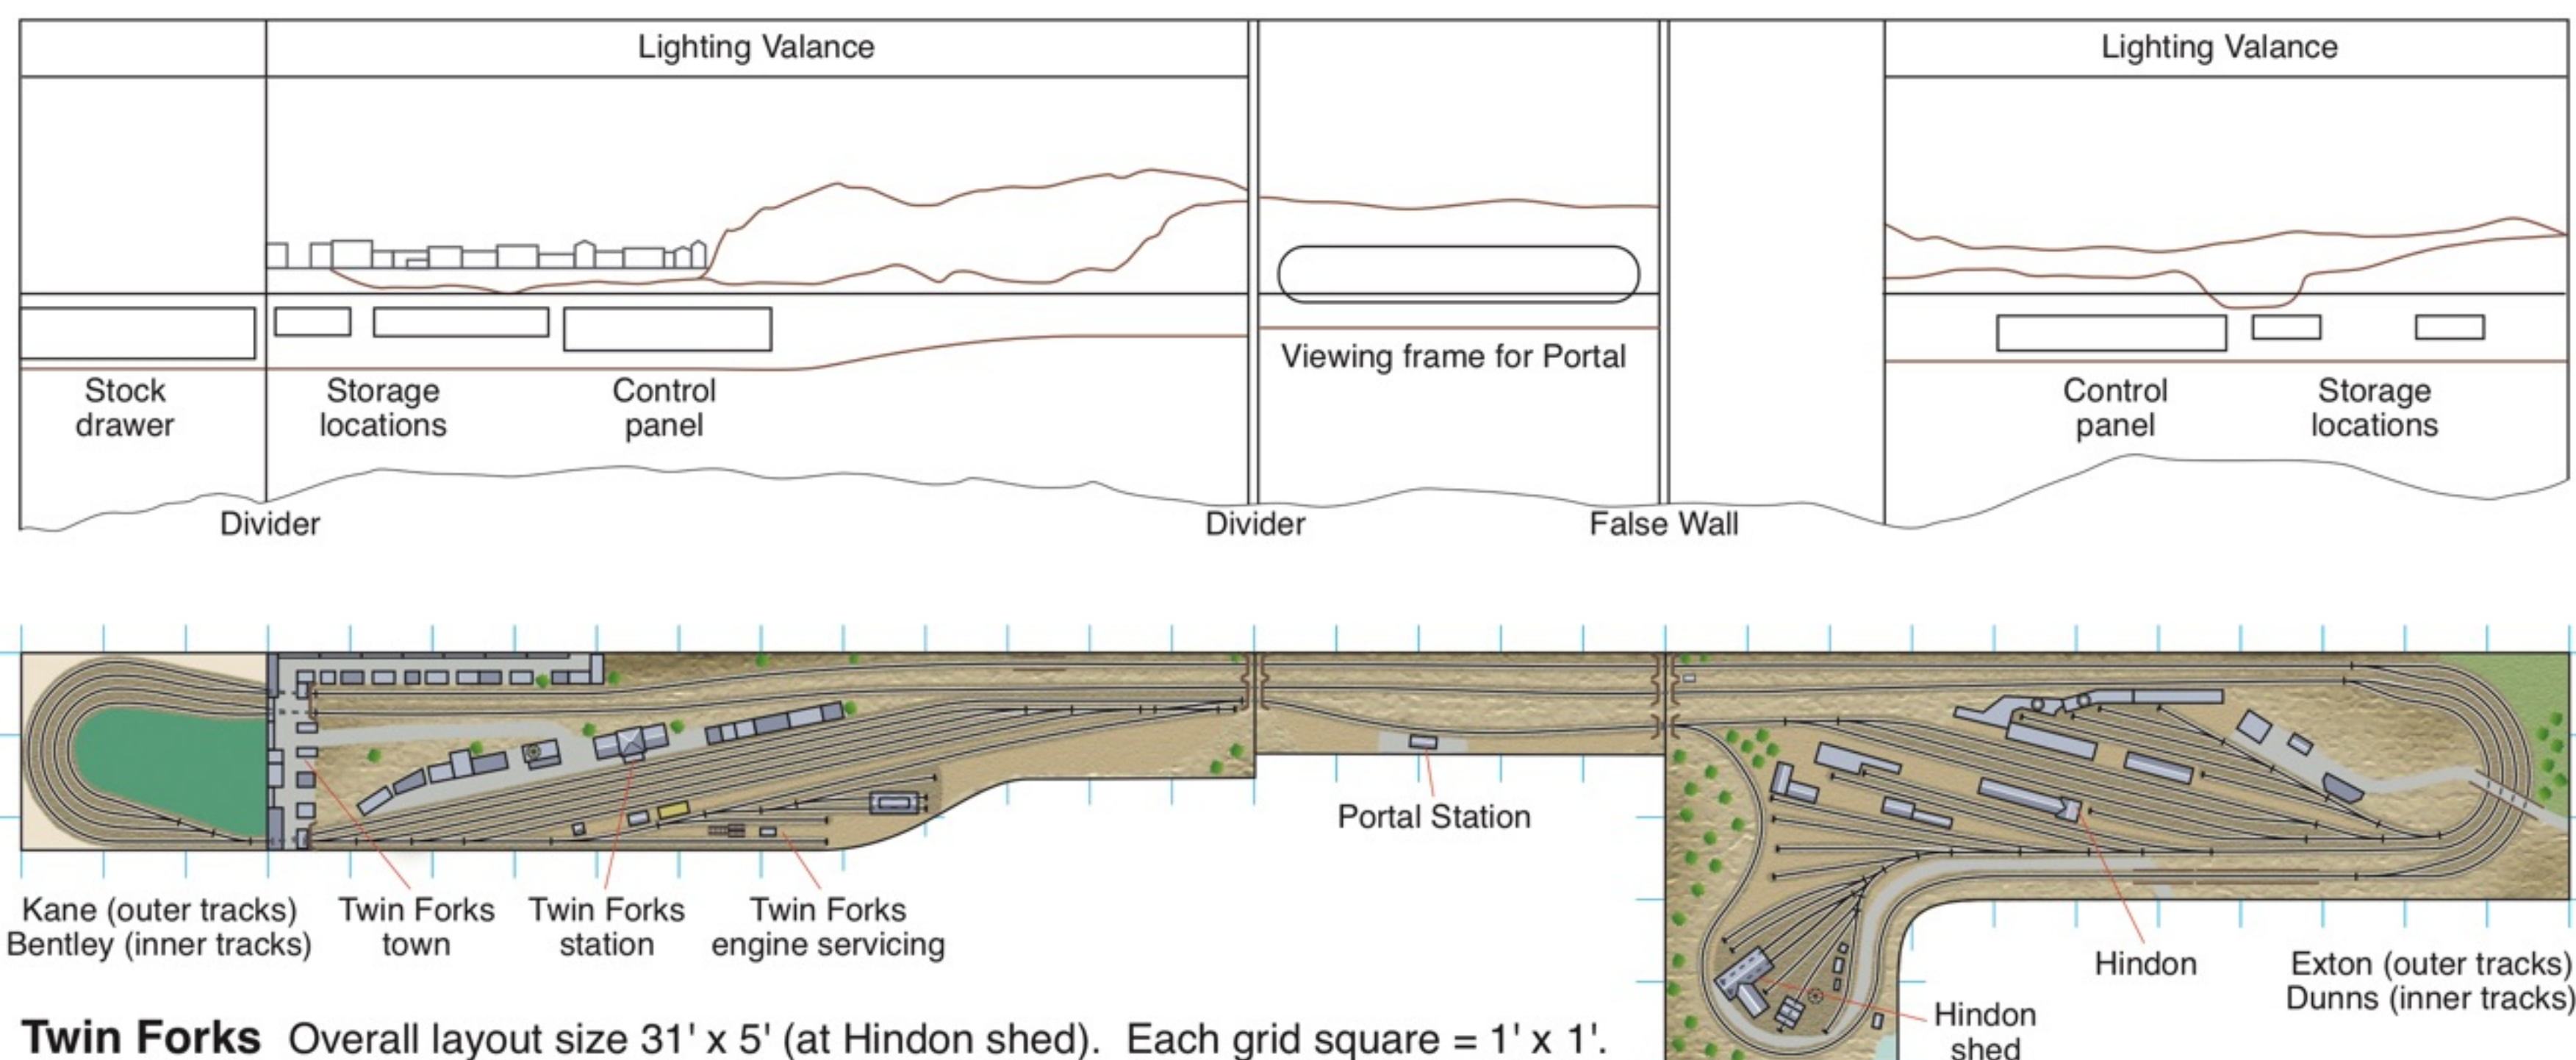 Lighting Valance
Lighting Valance
Viewing frame for Portal
Stock
drawer
Storage
locations
Control
panel
Control
panel
Storage
locations
Divider
Divider
False Wall
Portal Station
Kane (outer tracks)
Bentley (inner tracks)
Twin Forks
town
Twin Forks
station
Twin Forks
engine servicing
Hindon
Exton (outer tracks)
Dunns (inner tracks)
Hindon
shed
Twin Forks Overall layout size 31' x 5' (at Hindon shed). Each grid square = 1' x 1'.